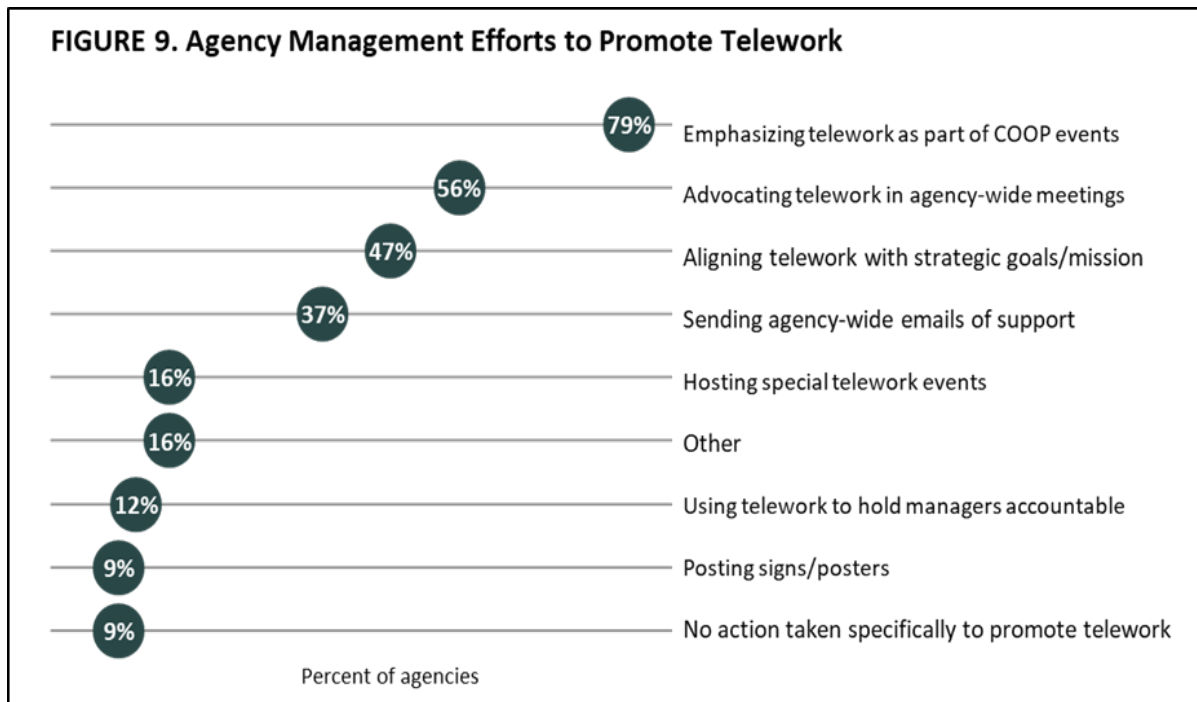 FIGURE 9. Agency Management Efforts to Promote Telework
79% Emphasizing telework as part of COOP events
56% Advocating telework in agency-wide meetings
47% Aligning telework with strategic goals/mission
37% Sending agency-wide emails of support
16% Hosting special telework events
16% Other
12% Using telework to hold managers accountable
9% Posting signs/posters
9% No action taken specifically to promote telework
Percent of agencies